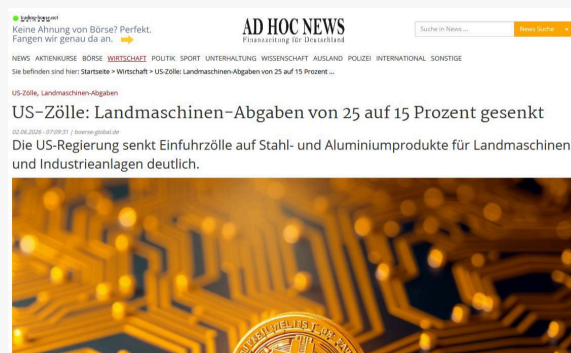 trading-house.net
Keine Ahnung von Börse? Perfekt.
Fangen wir genau da an.
AD HOC NEWS
Finanzzeitung für Deutschland
Suche in News ...
News Suche
NEWS AKTIENKURSE BÖRSE WIRTSCHAFT POLITIK SPORT UNTERHALTUNG WISSENSCHAFT AUSLAND POLIZEI INTERNATIONAL SONSTIGE
Sie befinden sind hier: Startseite > Wirtschaft > US-Zölle: Landmaschinen-Abgaben von 25 auf 15 Prozent ...
US-Zölle, Landmaschinen-Abgaben
US-Zölle: Landmaschinen-Abgaben von 25 auf 15 Prozent gesenkt
02.06.2026 - 07:09:31 | boerse-global.de
Die US-Regierung senkt Einfuhrzölle auf Stahl- und Aluminiumprodukte für Landmaschinen
und Industrieanlagen deutlich.